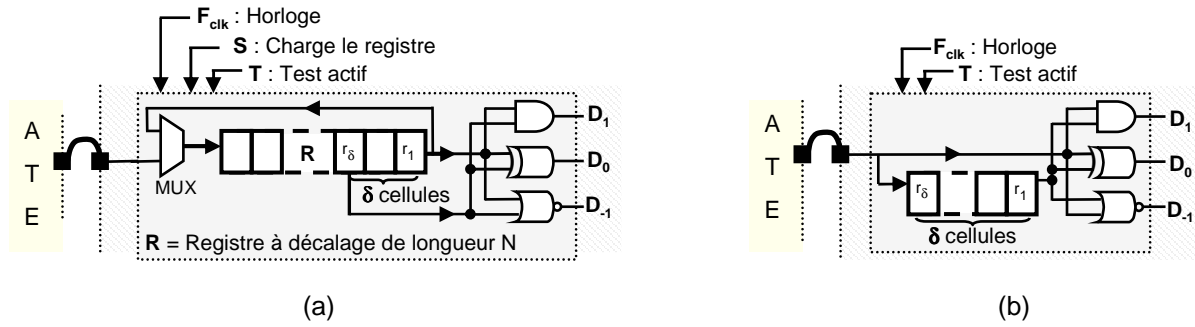 F_clk : Horloge
S : Charge le registre
T : Test actif
A
T
E
MUX
R
r_δ
r_1
δ cellules
D_1
D_0
D_-1
R = Registre à décalage de longueur N
(a)
F_clk : Horloge
T : Test actif
A
T
E
r_δ
r_1
δ cellules
D_1
D_0
D_-1
(b)